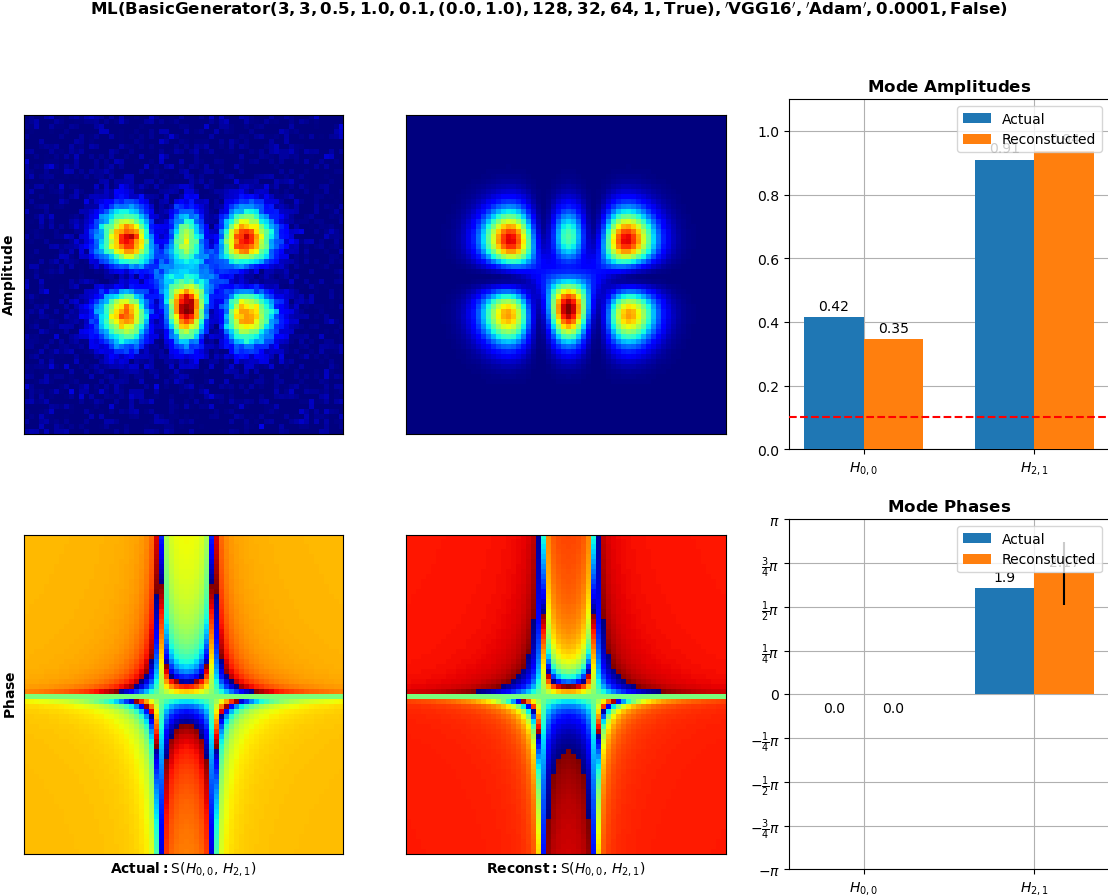 ML(BasicGenerator(3, 3, 0.5, 1.0, 0.1, (0.0, 1.0), 128, 32, 64, 1, True), ′VGG16′, ′Adam′, 0.0001, False)
Amplitude
Mode Amplitudes
Actual
Reconstucted
1.0
0.8
0.6
0.4
0.2
0.0
0.42
0.35
0.91
H0,0
H2,1
Phase
Actual: S(H0,0, H2,1)
Reconst: S(H0,0, H2,1)
Mode Phases
Actual
Reconstucted
π
3/4π
1/2π
1/4π
0
−1/4π
−1/2π
−3/4π
−π
0.0
0.0
1.9
H0,0
H2,1